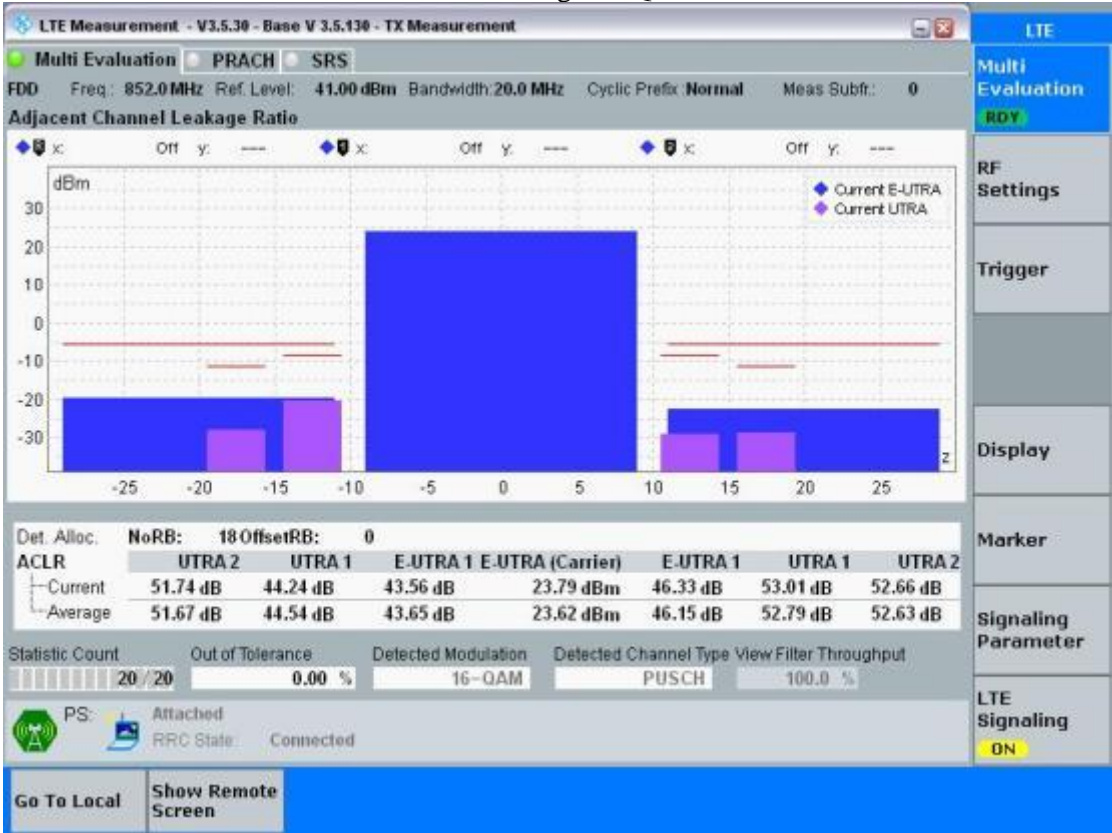 LTE Measurement - V3.5.30 - Base V 3.5.130 - TX Measurement
LTE
Multi Evaluation PRACH SRS
Multi
Evaluation
RDY
FDD Freq.: 852.0 MHz Ref. Level: 41.00 dBm Bandwidth: 20.0 MHz Cyclic Prefix: Normal Meas Subfr.: 0
Adjacent Channel Leakage Ratio
x: Off y: --- x: Off y: --- x: Off y: ---
dBm
Current E-UTRA
Current UTRA
30
20
10
0
-10
-20
-30
z
-25 -20 -15 -10 -5 0 5 10 15 20 25
RF
Settings
Trigger
Display
Marker
Signaling
Parameter
LTE
Signaling
ON
Det. Alloc. NoRB: 18 OffsetRB: 0
ACLR UTRA 2 UTRA 1 E-UTRA 1 E-UTRA (Carrier) E-UTRA 1 UTRA 1 UTRA 2
Current 51.74 dB 44.24 dB 43.56 dB 23.79 dBm 46.33 dB 53.01 dB 52.66 dB
Average 51.67 dB 44.54 dB 43.65 dB 23.62 dBm 46.15 dB 52.79 dB 52.63 dB
Statistic Count Out of Tolerance Detected Modulation Detected Channel Type View Filter Throughput
20 / 20 0.00 % 16-QAM PUSCH 100.0 %
PS: Attached
RRC State: Connected
Go To Local
Show Remote
Screen